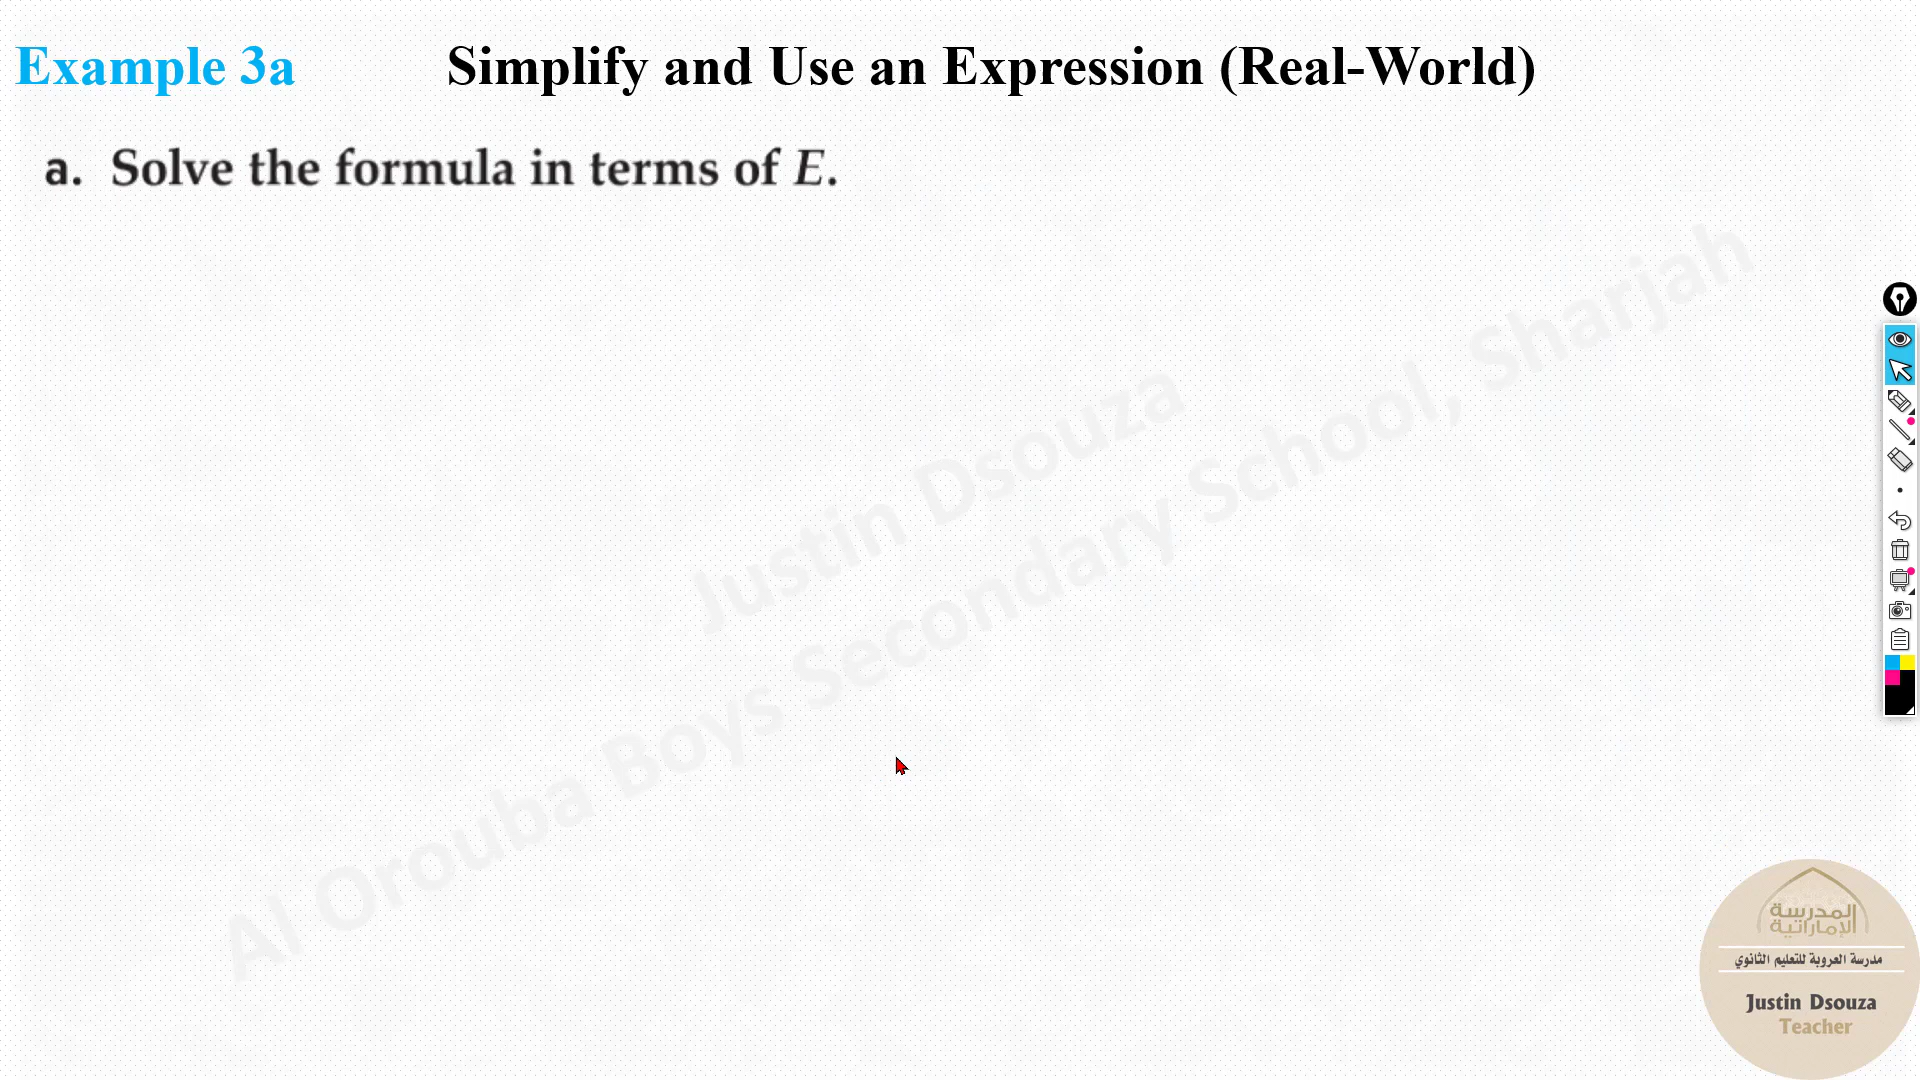 Example 3a Simplify and Use an Expression (Real-World)
a. Solve the formula in terms of E.
Justin Dsouza
Al Orouba Boys Secondary School, Sharjah
المدرسة
الإماراتية
مدرسة العروبة للتعليم الثانوي
Justin Dsouza
Teacher